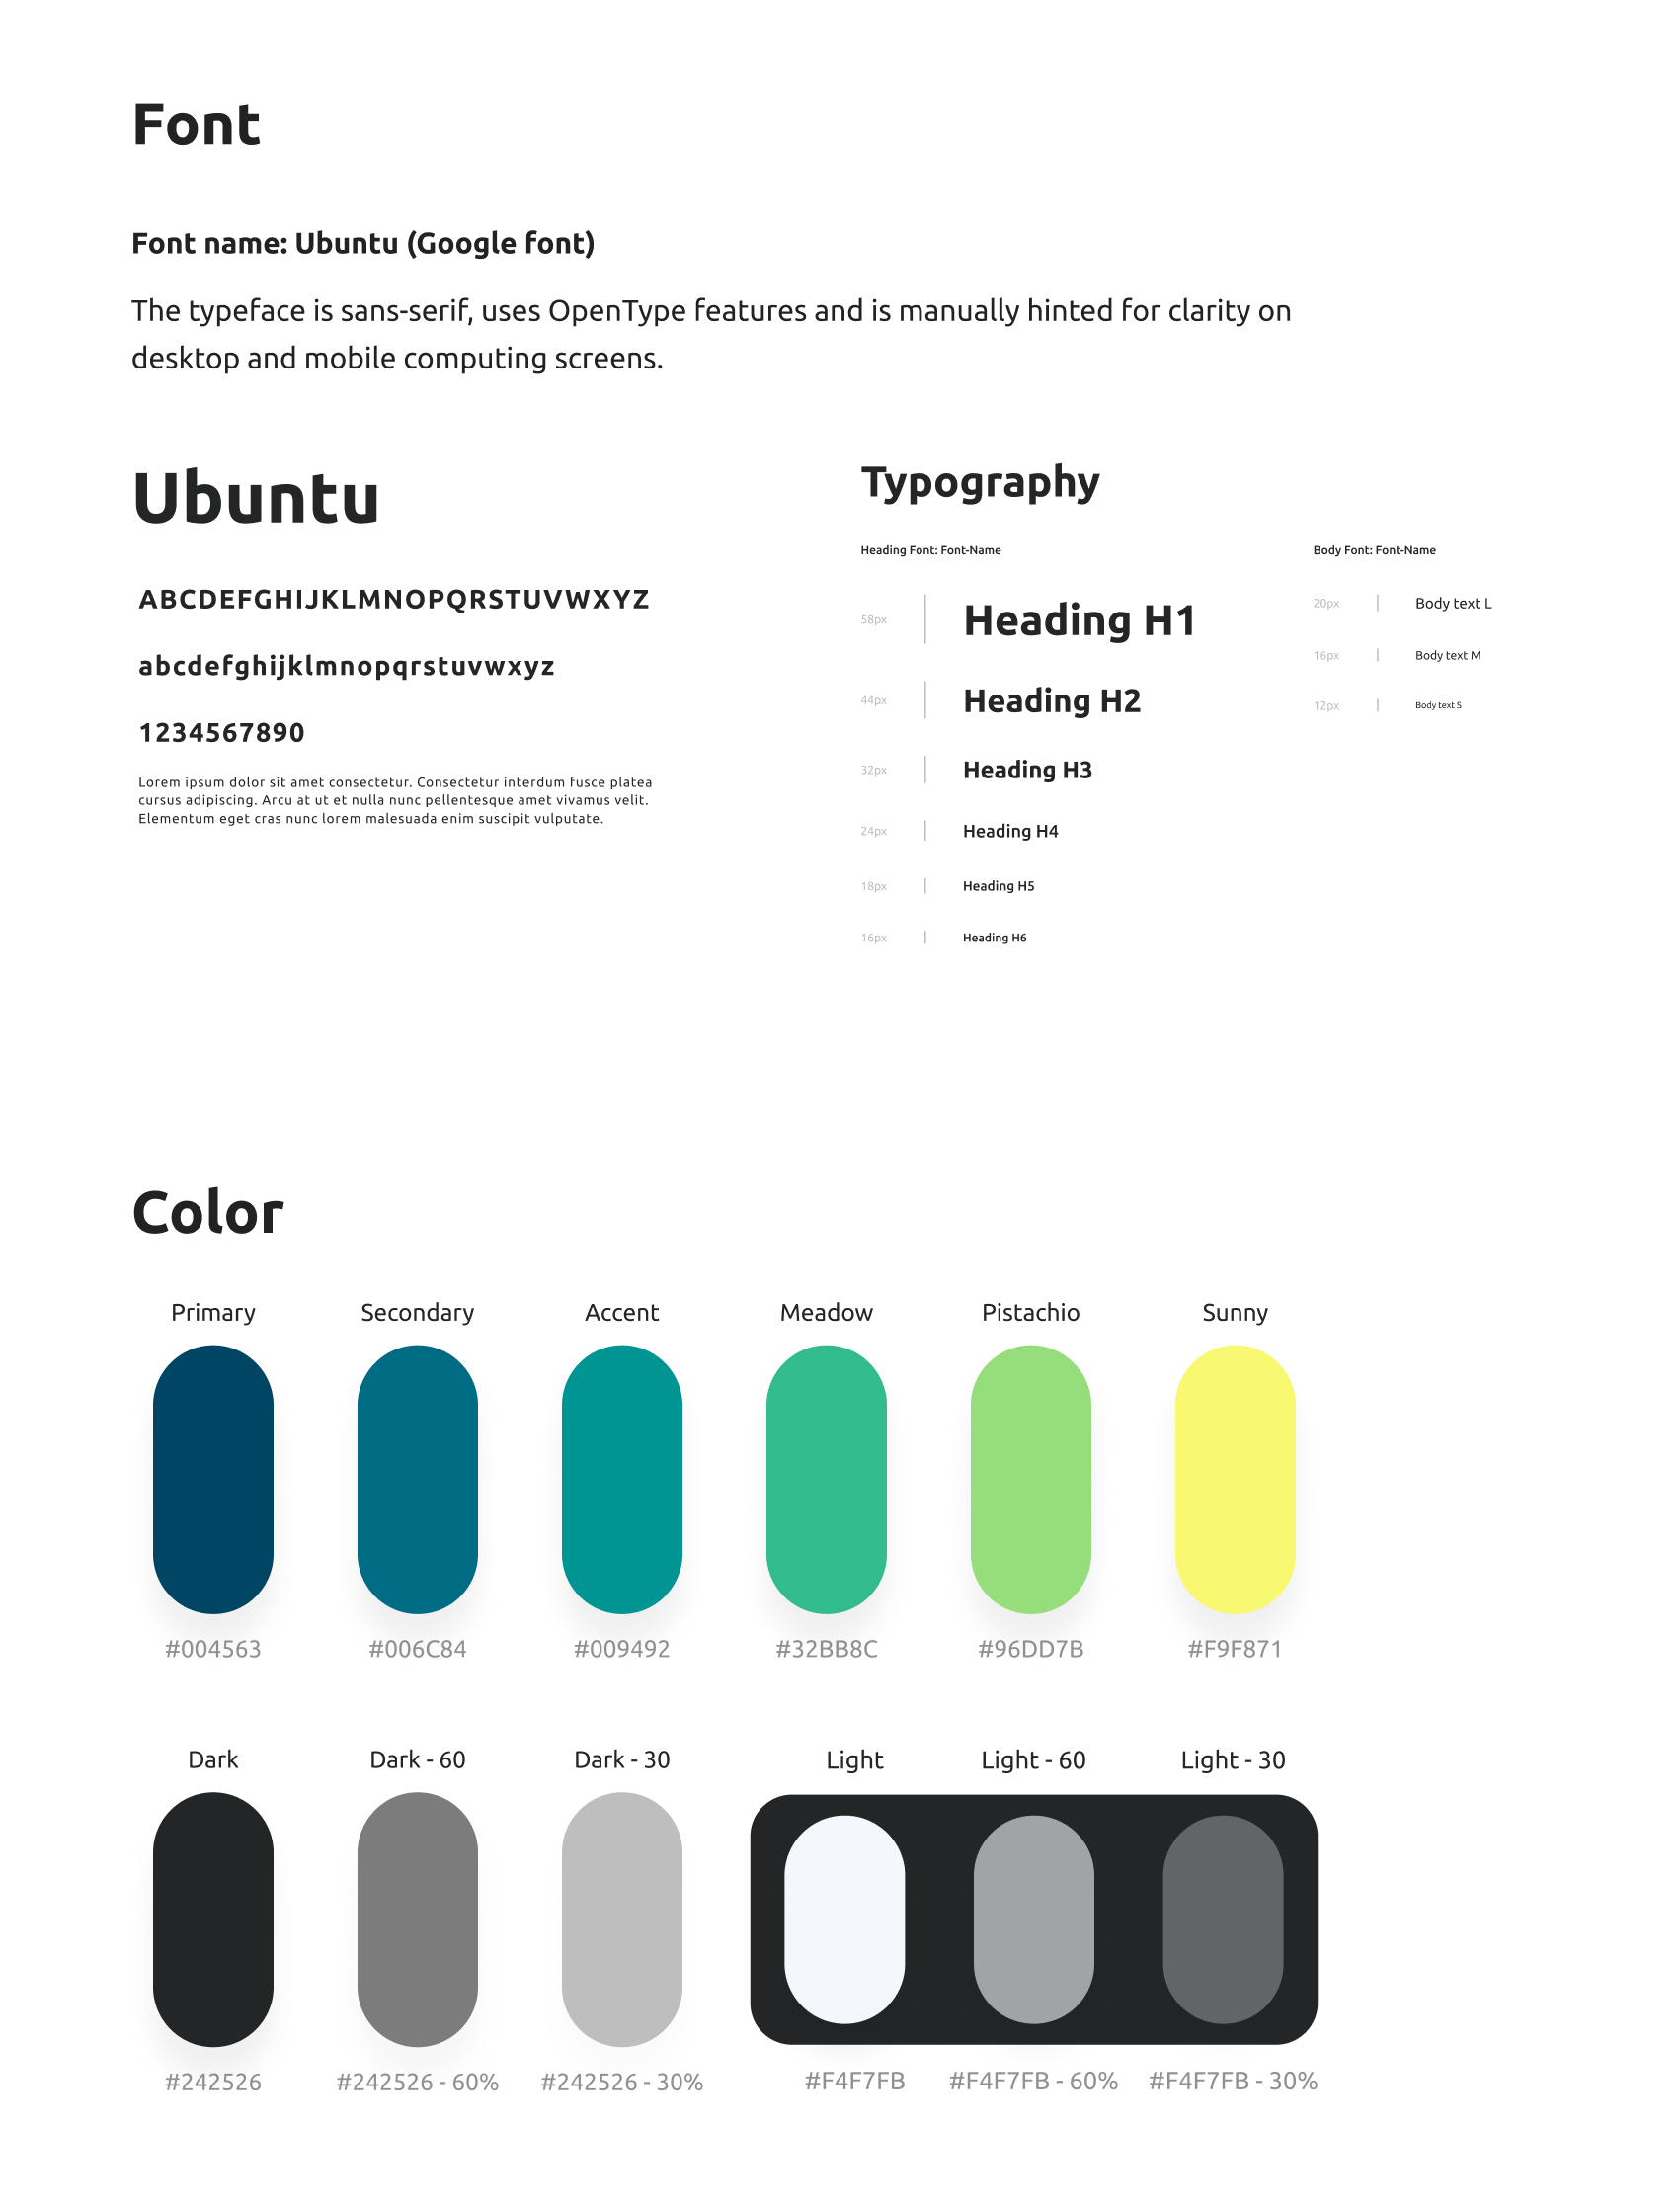 Font
Font name: Ubuntu (Google font)
The typeface is sans-serif, uses OpenType features and is manually hinted for clarity on
desktop and mobile computing screens.
Ubuntu
ABCDEFGHIJKLMNOPQRSTUVWXYZ
abcdefghijklmnopqrstuvwxyz
1234567890
Lorem ipsum dolor sit amet consectetur. Consectetur interdum fusce platea
cursus adipiscing. Arcu at ut et nulla nunc pellentesque amet vivamus velit.
Elementum eget cras nunc lorem malesuada enim suscipit vulputate.
Typography
Heading Font: Font-Name
58px Heading H1
44px Heading H2
32px Heading H3
24px Heading H4
18px Heading H5
16px Heading H6
Body Font: Font-Name
20px Body text L
16px Body text M
12px Body text S
Color
Primary Secondary Accent Meadow Pistachio Sunny
#004563 #006C84 #009492 #32BB8C #96DD7B #F9F871
Dark Dark - 60 Dark - 30 Light Light - 60 Light - 30
#242526 #242526 - 60% #242526 - 30% #F4F7FB #F4F7FB - 60% #F4F7FB - 30%